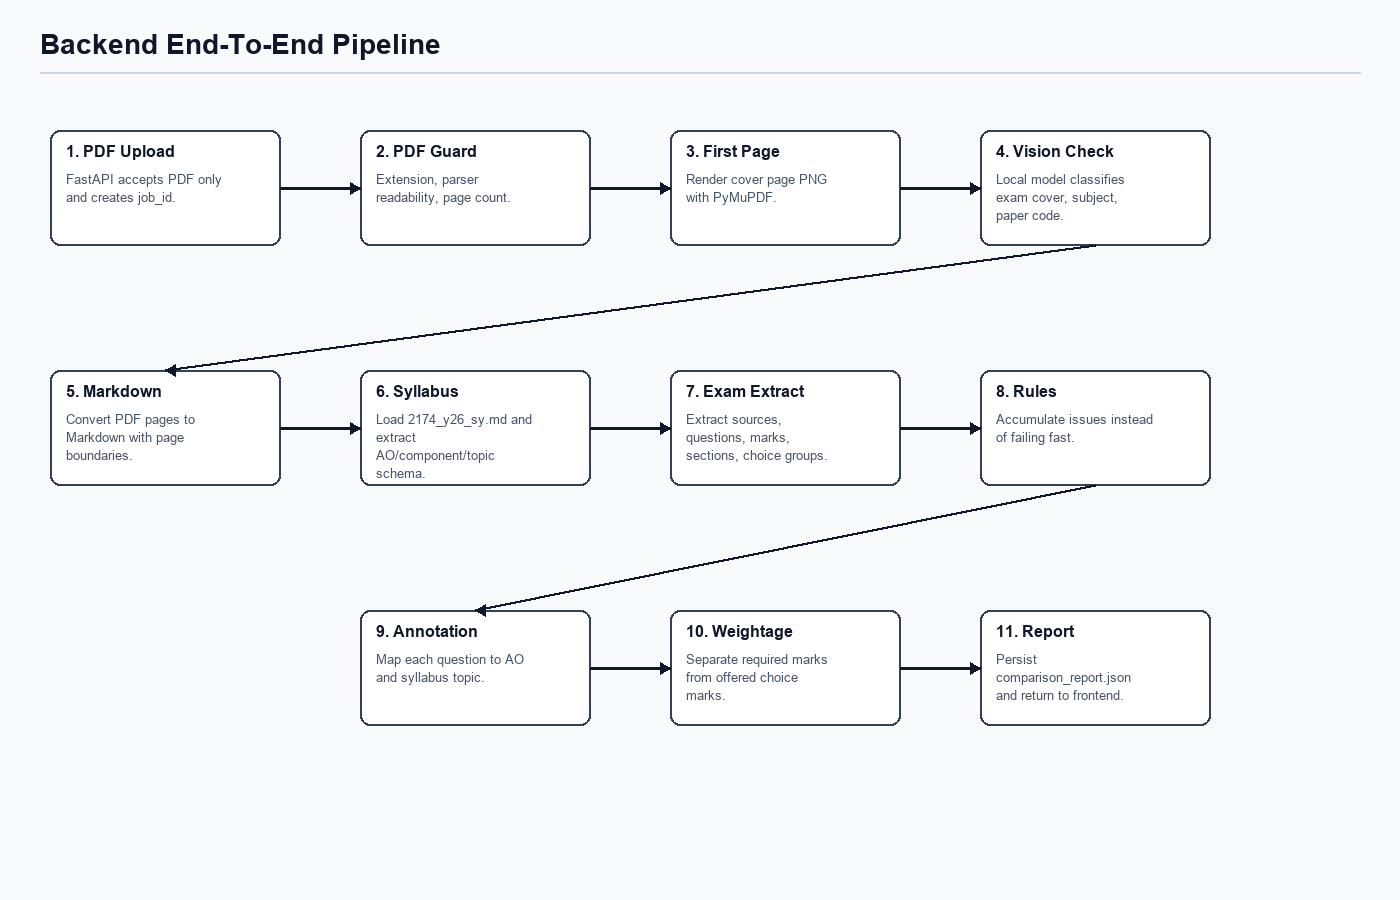 Backend End-To-End Pipeline
1. PDF Upload
FastAPI accepts PDF only
and creates job_id.
2. PDF Guard
Extension, parser
readability, page count.
3. First Page
Render cover page PNG
with PyMuPDF.
4. Vision Check
Local model classifies
exam cover, subject,
paper code.
5. Markdown
Convert PDF pages to
Markdown with page
boundaries.
6. Syllabus
Load 2174_y26_sy.md and
extract
AO/component/topic
schema.
7. Exam Extract
Extract sources,
questions, marks,
sections, choice groups.
8. Rules
Accumulate issues instead
of failing fast.
9. Annotation
Map each question to AO
and syllabus topic.
10. Weightage
Separate required marks
from offered choice
marks.
11. Report
Persist
comparison_report.json
and return to frontend.